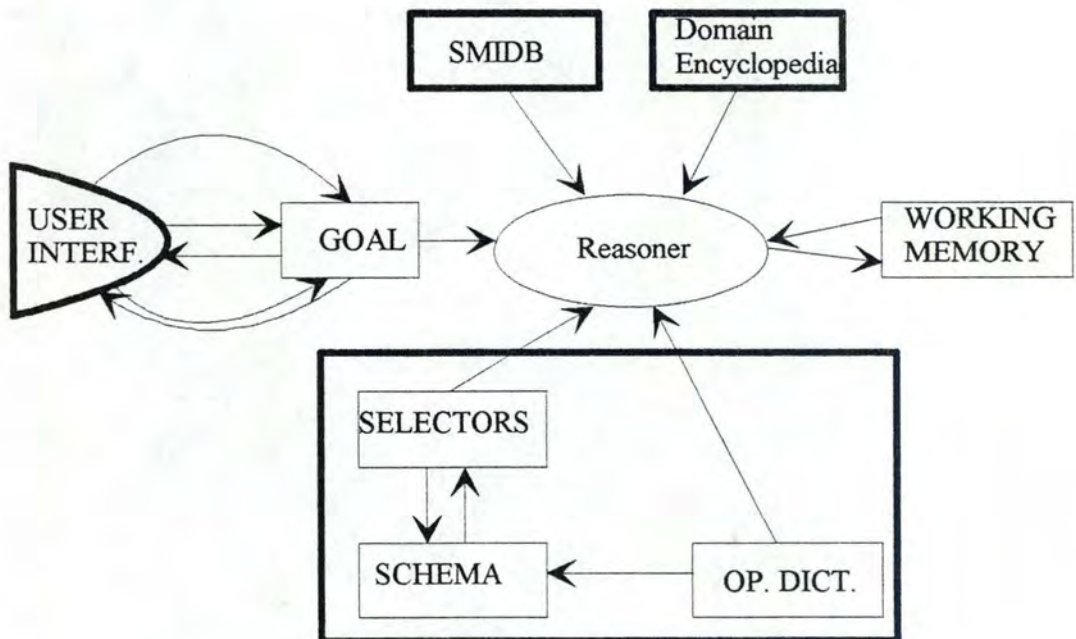 SMIDB
Domain
Encyclopedia
USER
INTERF.
GOAL
Reasoner
WORKING
MEMORY
SELECTORS
SCHEMA
OP. DICT.